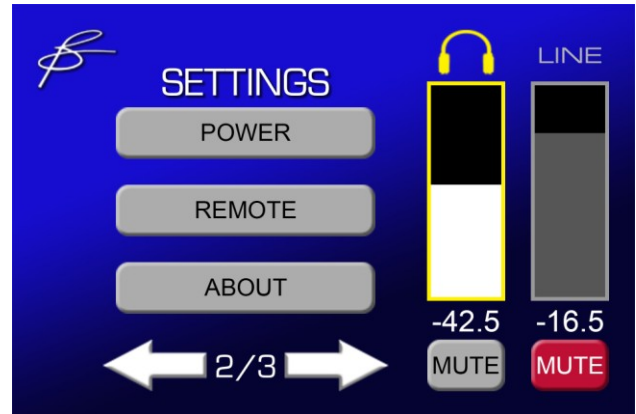 SETTINGS
POWER
REMOTE
ABOUT
2/3
LINE
-42.5 -16.5
MUTE MUTE